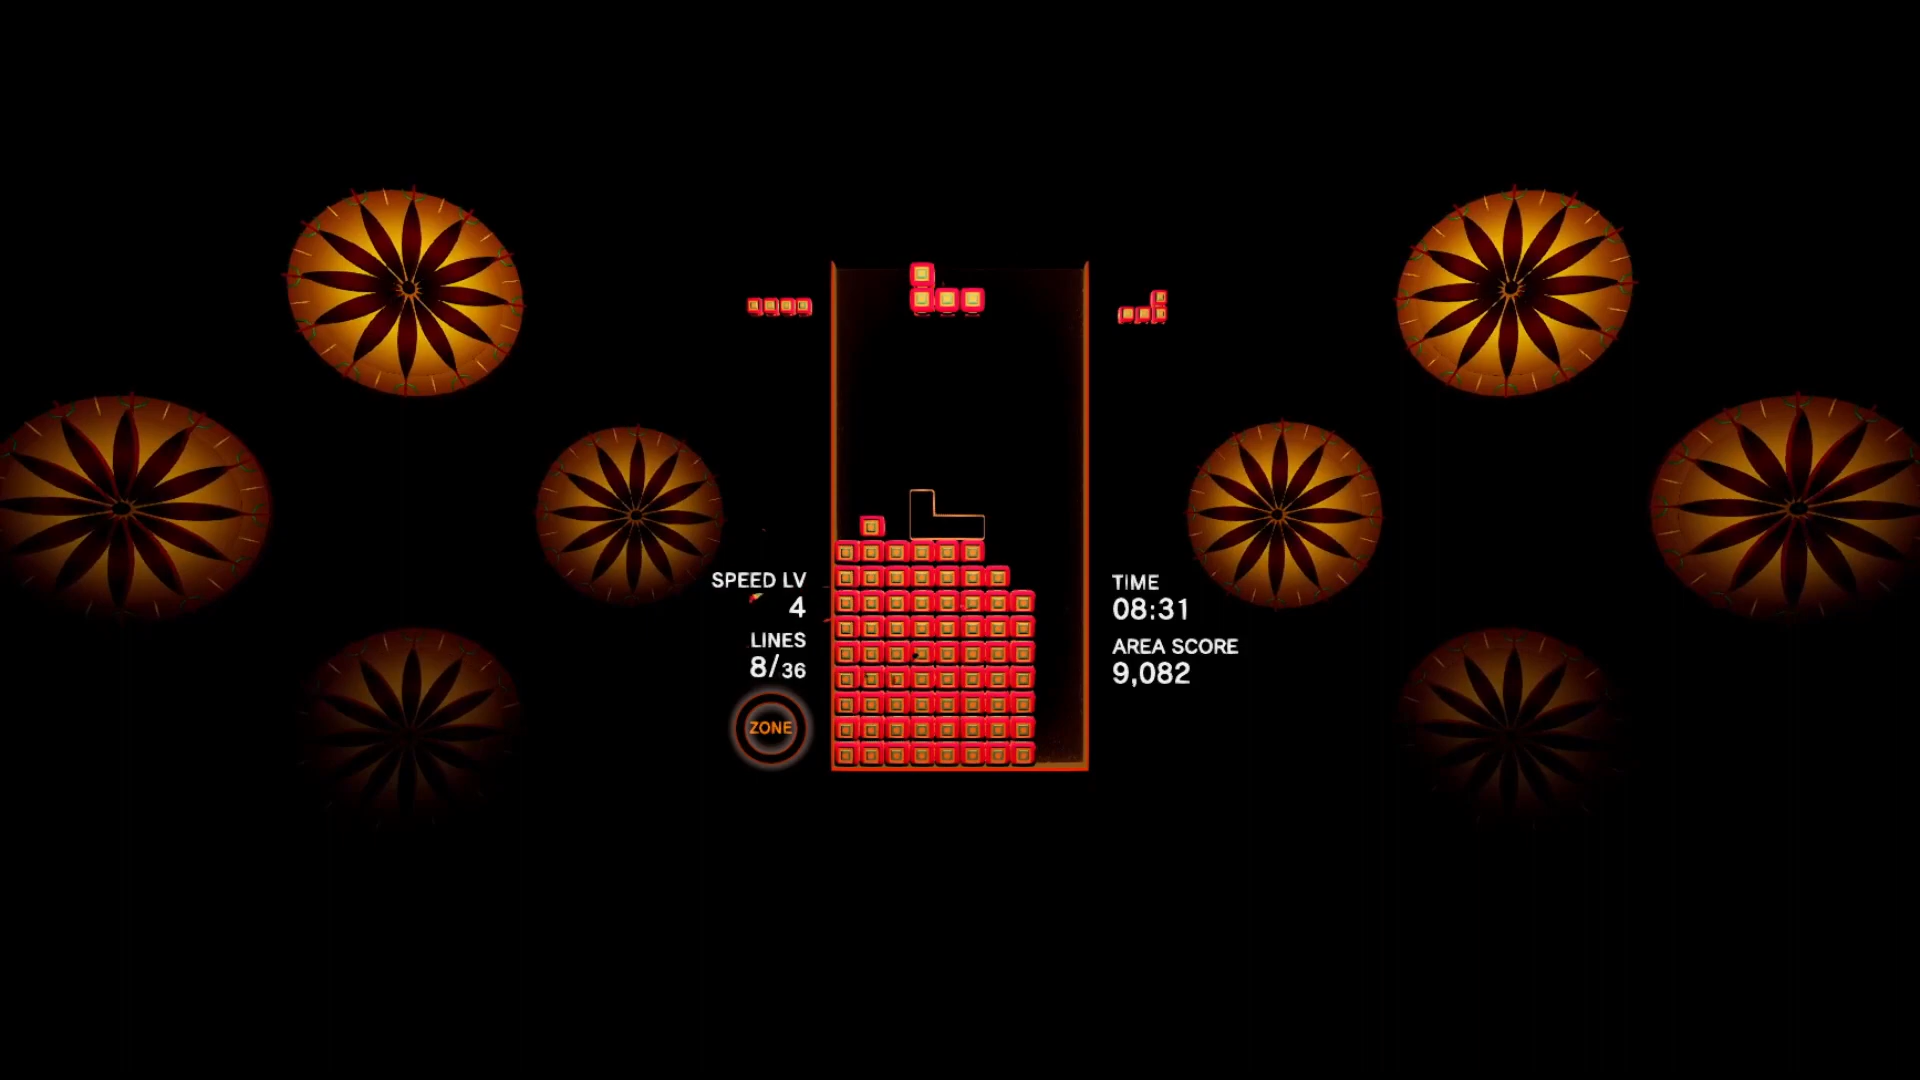 SPEED LV
4
LINES
8/36
ZONE
TIME
08:31
AREA SCORE
9,082